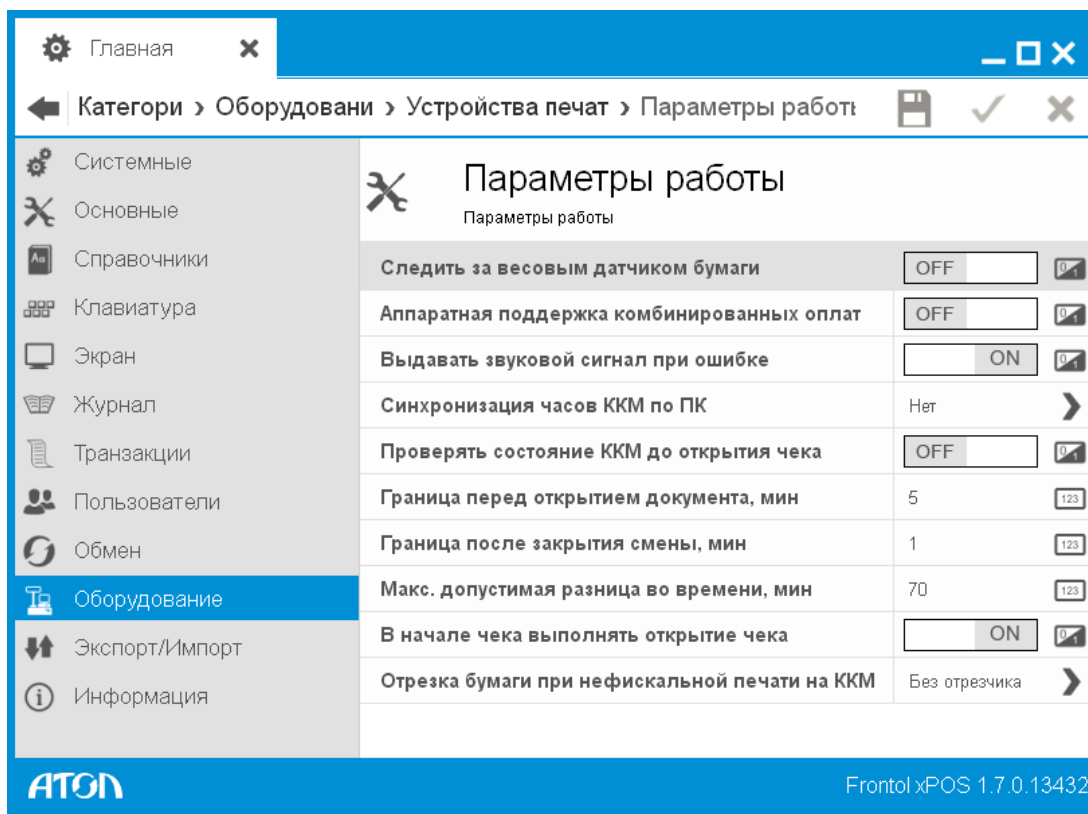 Главная
Категори › Оборудовани › Устройства печат › Параметры работь
Системные
Основные
Справочники
Клавиатура
Экран
Журнал
Транзакции
Пользователи
Обмен
Оборудование
Экспорт/Импорт
Информация
Параметры работы
Параметры работы
Следить за весовым датчиком бумаги OFF
Аппаратная поддержка комбинированных оплат OFF
Выдавать звуковой сигнал при ошибке ON
Синхронизация часов ККМ по ПК Нет
Проверять состояние ККМ до открытия чека OFF
Граница перед открытием документа, мин 5 123
Граница после закрытия смены, мин 1 123
Макс. допустимая разница во времени, мин 70 123
В начале чека выполнять открытие чека ON
Отрезка бумаги при нефискальной печати на ККМ Без отрезчика
АТОЛ Frontol xPOS 1.7.0.13432